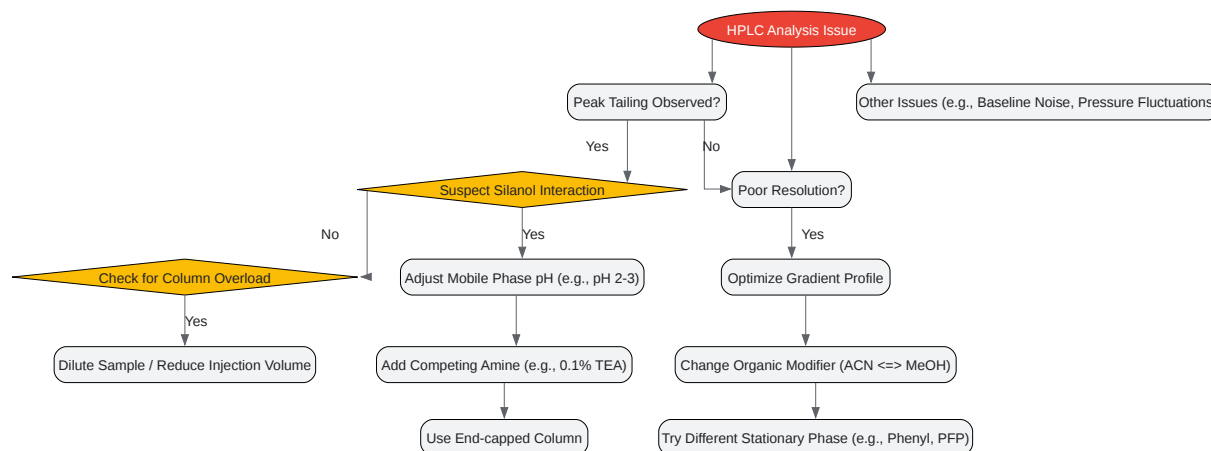 HPLC Analysis Issue
Peak Tailing Observed?
Other Issues (e.g., Baseline Noise, Pressure Fluctuations
Yes
No
Suspect Silanol Interaction
Poor Resolution?
No
Yes
Yes
Check for Column Overload
Adjust Mobile Phase pH (e.g., pH 2-3)
Optimize Gradient Profile
Yes
Dilute Sample / Reduce Injection Volume
Add Competing Amine (e.g., 0.1% TEA)
Change Organic Modifier (ACN <=> MeOH)
Use End-capped Column
Try Different Stationary Phase (e.g., Phenyl, PFP)